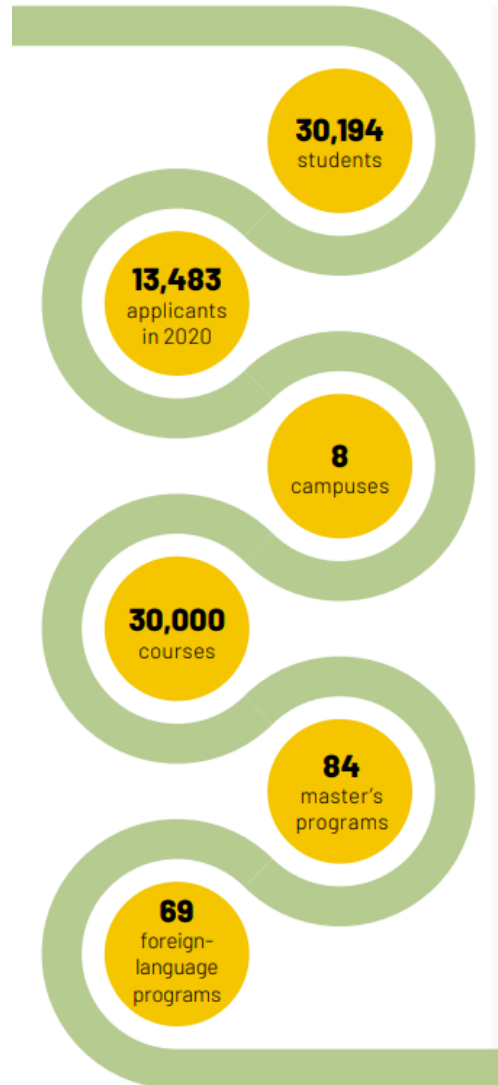 30,194
students
13,483
applicants
in 2020
8
campuses
30,000
courses
84
master’s
programs
69
foreign-
language
programs